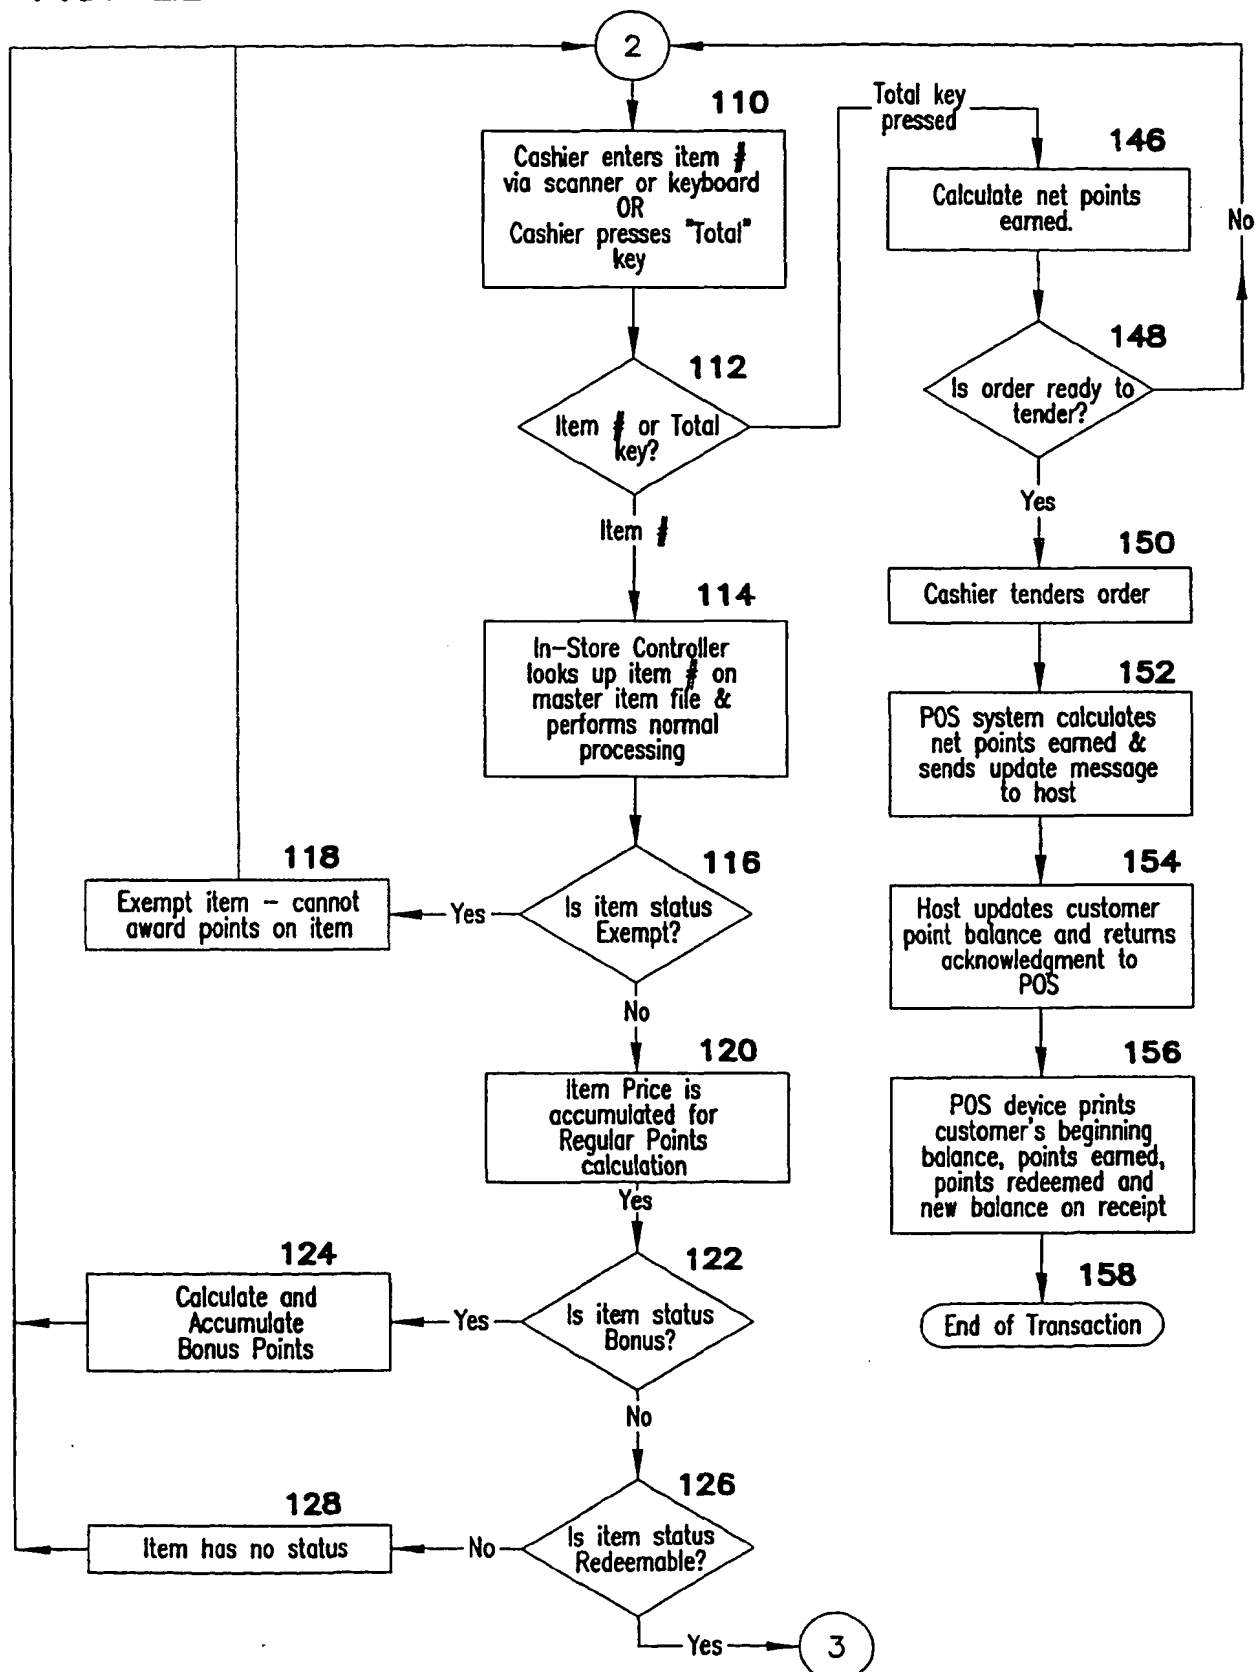 2
110
Cashier enters item #
via scanner or keyboard
OR
Cashier presses "Total"
key
112
Item # or Total
key?
Item #
114
In-Store Controller
looks up item # on
master item file &
performs normal
processing
116
Is item status
Exempt?
Yes
118
Exempt item - cannot
award points on item
No
120
Item Price is
accumulated for
Regular Points
calculation
Yes
122
Is item status
Bonus?
Yes
124
Calculate and
Accumulate
Bonus Points
No
126
Is item status
Redeemable?
No
128
Item has no status
Yes
3
Total key
pressed
146
Calculate net points
earned.
148
Is order ready to
tender?
No
Yes
150
Cashier tenders order
152
POS system calculates
net points earned &
sends update message
to host
154
Host updates customer
point balance and returns
acknowledgment to
POS
156
POS device prints
customer's beginning
balance, points earned,
points redeemed and
new balance on receipt
158
End of Transaction